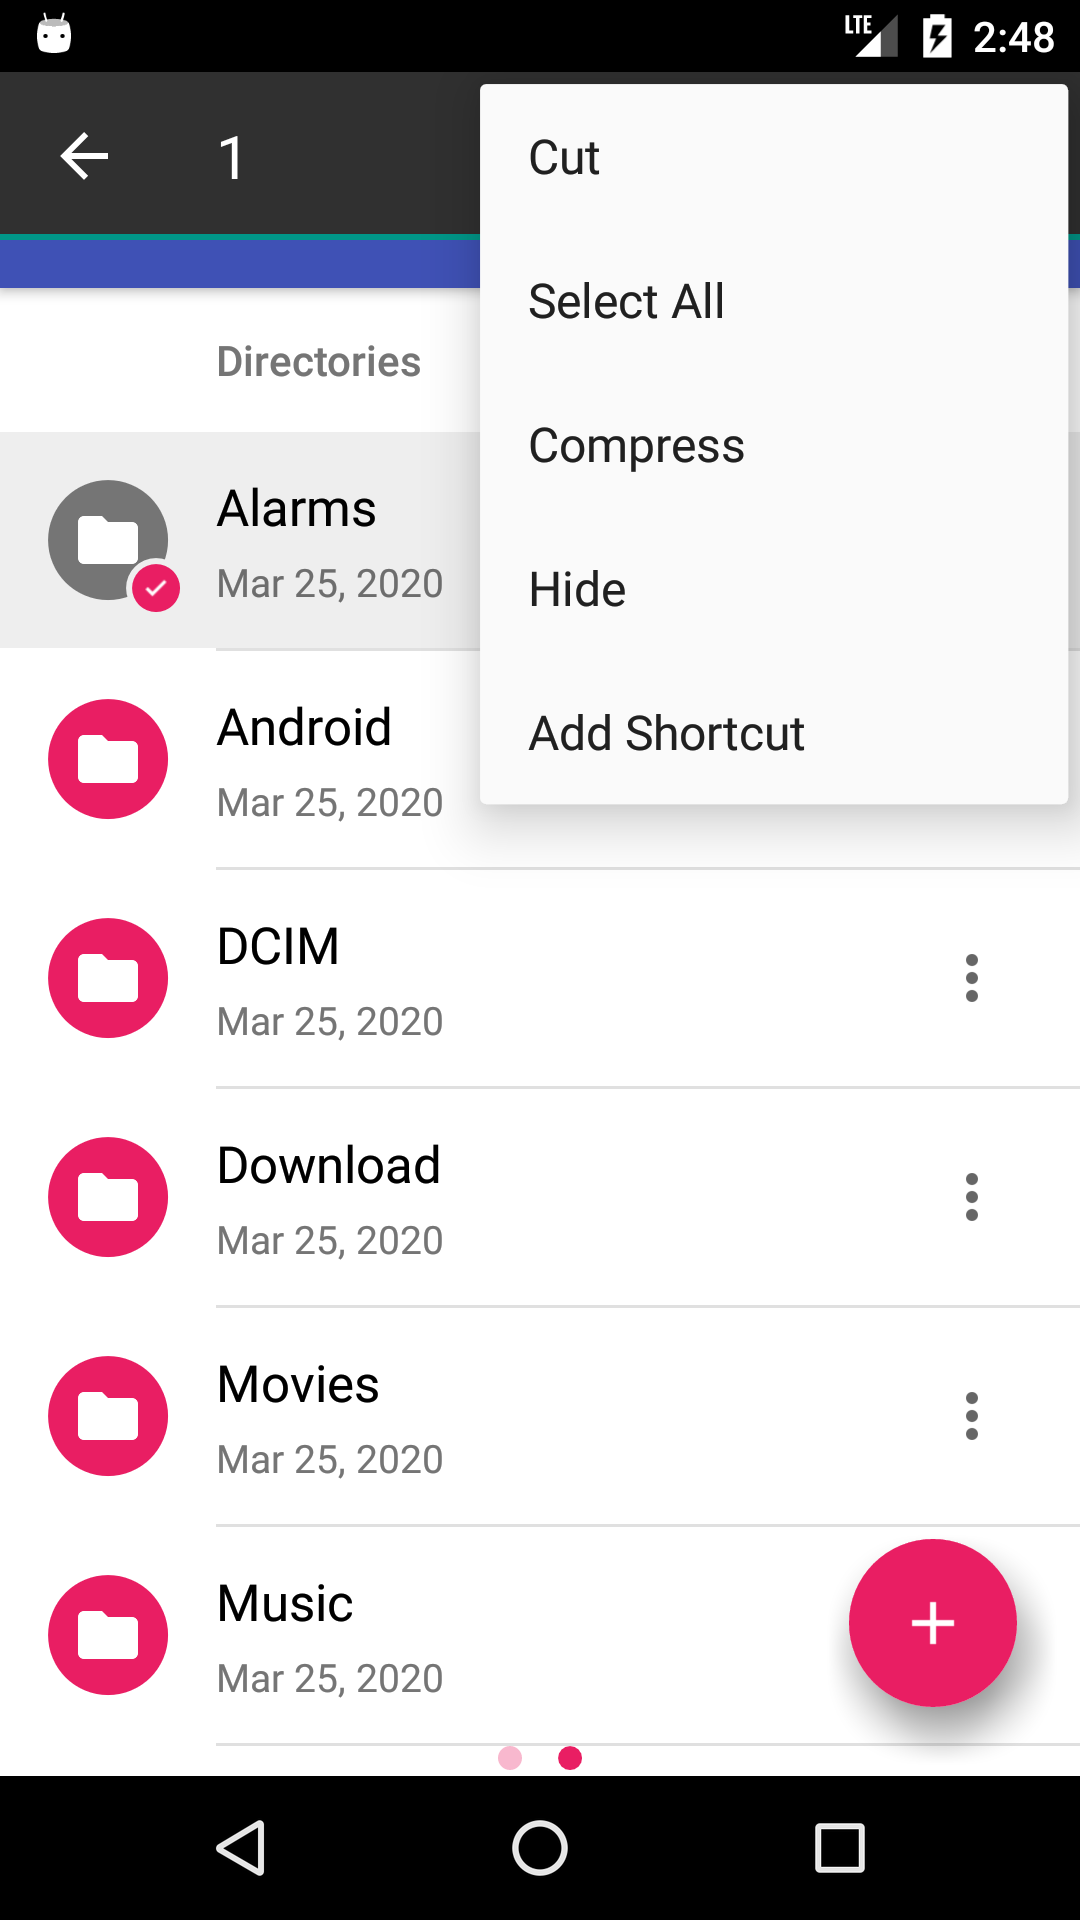 LTE 2:48
1
Cut
Select All
Compress
Hide
Add Shortcut
Directories
Alarms
Mar 25, 2020
Android
Mar 25, 2020
DCIM
Mar 25, 2020
Download
Mar 25, 2020
Movies
Mar 25, 2020
Music
Mar 25, 2020